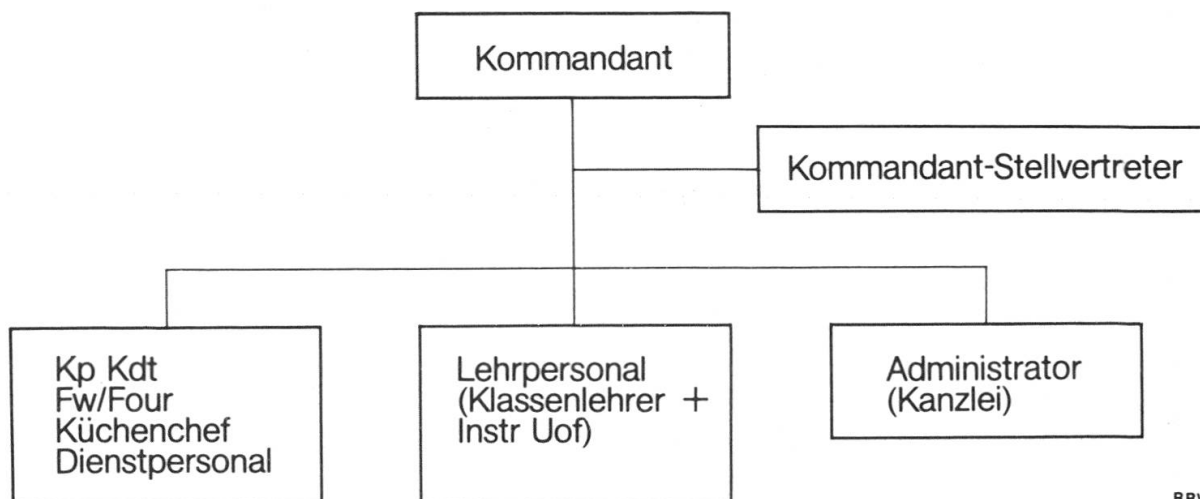 Kommandant
Kommandant-Stellvertreter
Kp Kdt
Fw/Four
Küchenchef
Dienstpersonal
Lehrpersonal
(Klassenlehrer +
Instr Uof)
Administrator
(Kanzlei)